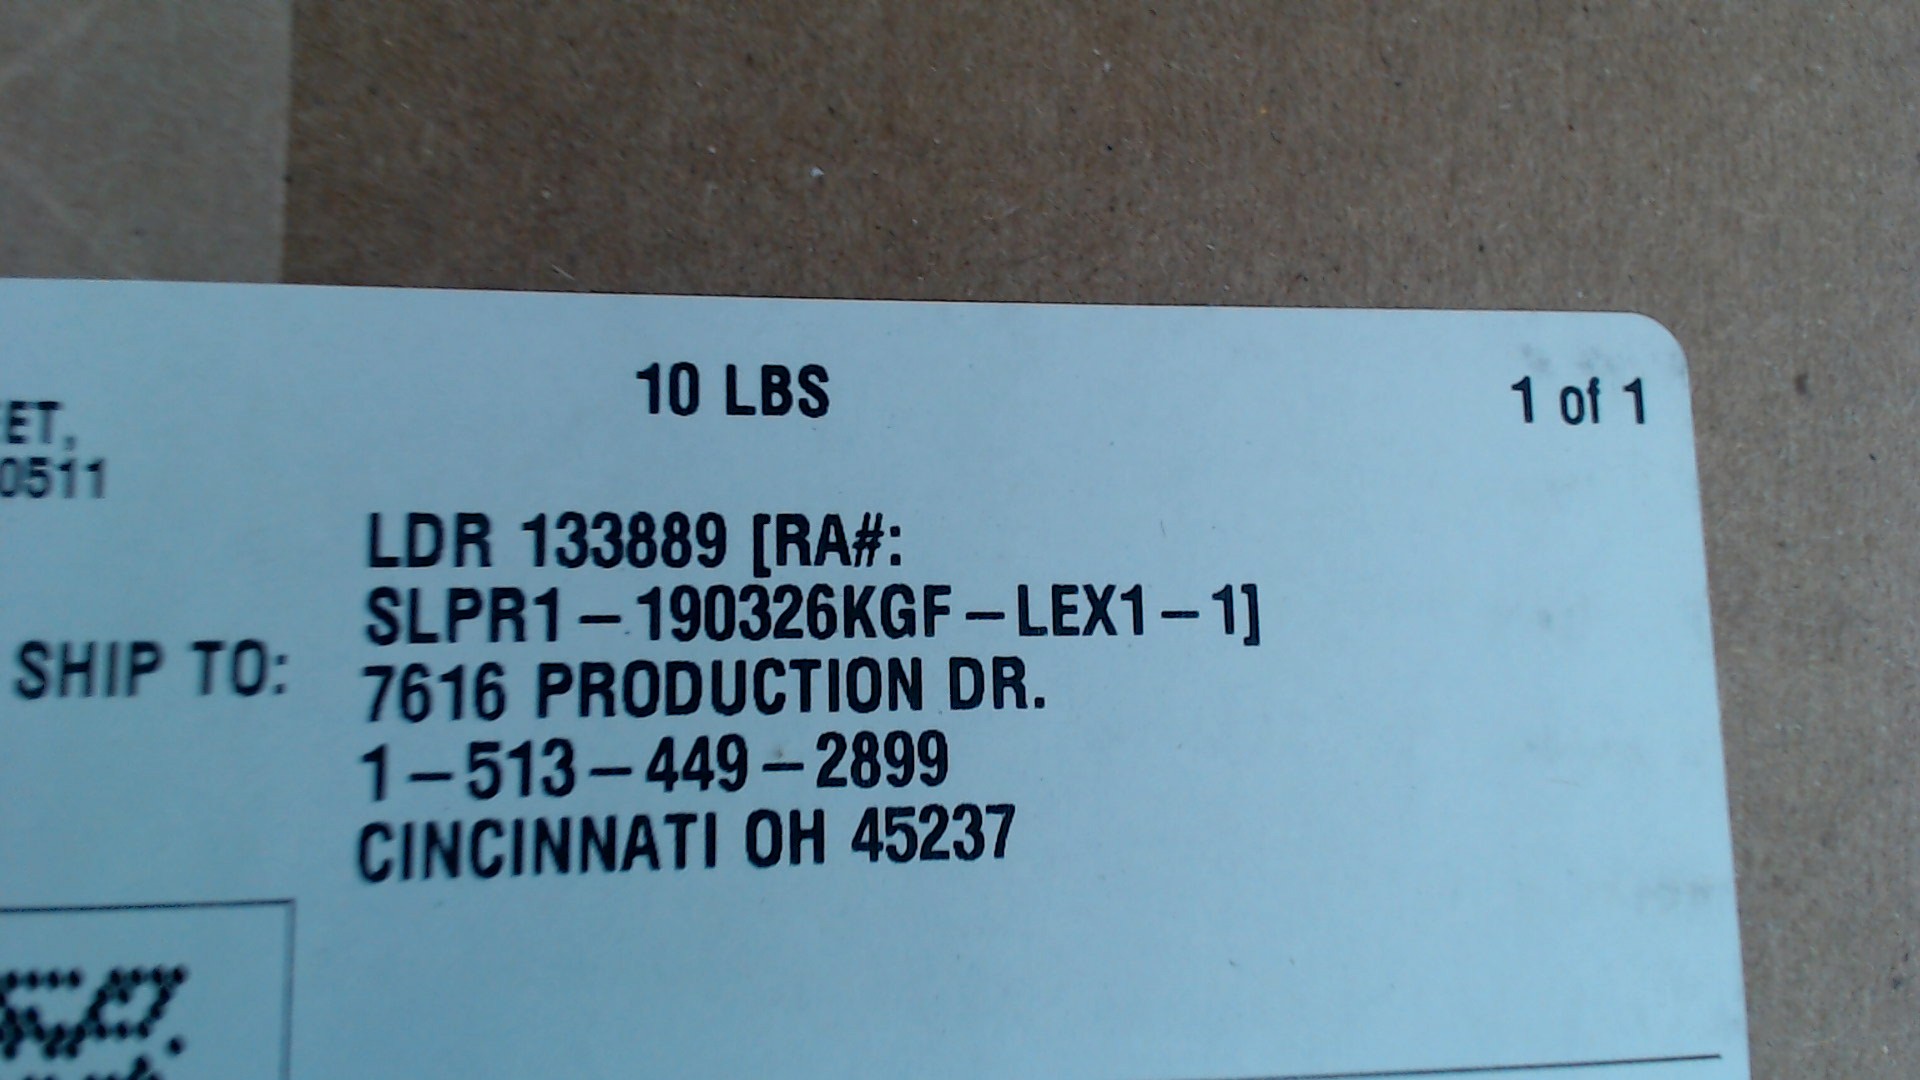 10 LBS
1 of 1
ET,
0511
LDR 133889 [RA#:
SLPR1-190326KGF-LEX1-1]
SHIP TO:
7616 PRODUCTION DR.
1-513-449-2899
CINCINNATI OH 45237